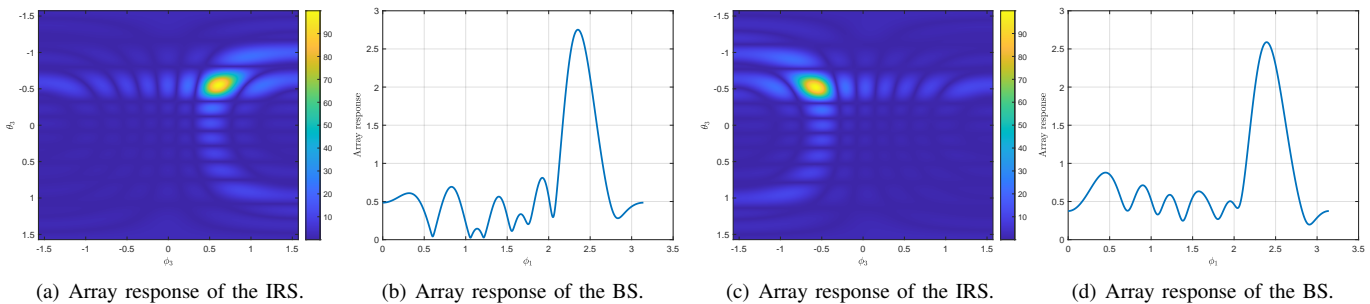 -1.5
-1
-0.5
0
0.5
1
1.5
θ₃
-1.5 -1 -0.5 0 0.5 1 1.5
ϕ₃
90
80
70
60
50
40
30
20
10
(a) Array response of the IRS.
3
2.5
2
1.5
1
0.5
0
Array response
0 0.5 1 1.5 2 2.5 3 3.5
ϕ₁
(b) Array response of the BS.
-1.5
-1
-0.5
0
0.5
1
1.5
θ₃
-1.5 -1 -0.5 0 0.5 1 1.5
ϕ₃
90
80
70
60
50
40
30
20
10
(c) Array response of the IRS.
3
2.5
2
1.5
1
0.5
0
Array response
0 0.5 1 1.5 2 2.5 3 3.5
ϕ₁
(d) Array response of the BS.